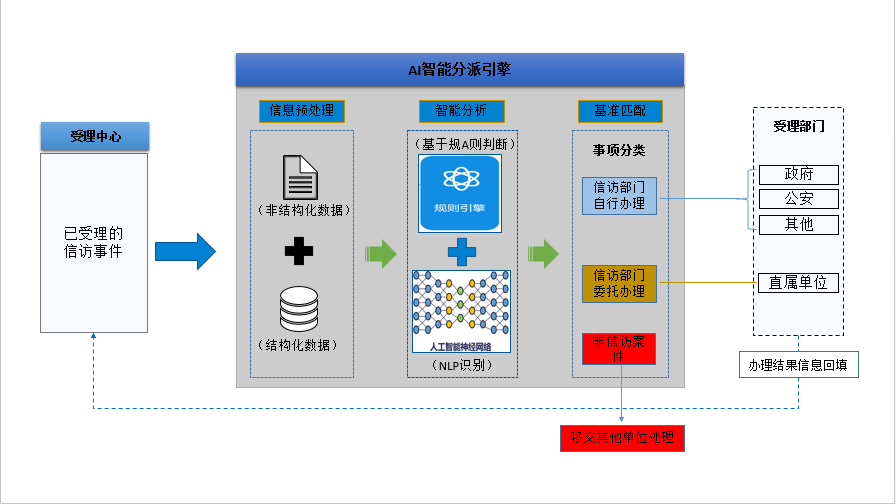 AI智能分派引擎
信息预处理
智能分析
基准匹配
受理中心
已受理的
信访事件
（非结构化数据）
（结构化数据）
（基于规A则判断）
规则引擎
人工智能神经网络
（NLP识别）
事项分类
信访部门
自行办理
信访部门
委托办理
非信访案
件
移交其他单位处理
受理部门
政府
公安
其他
直属单位
办理结果信息回填